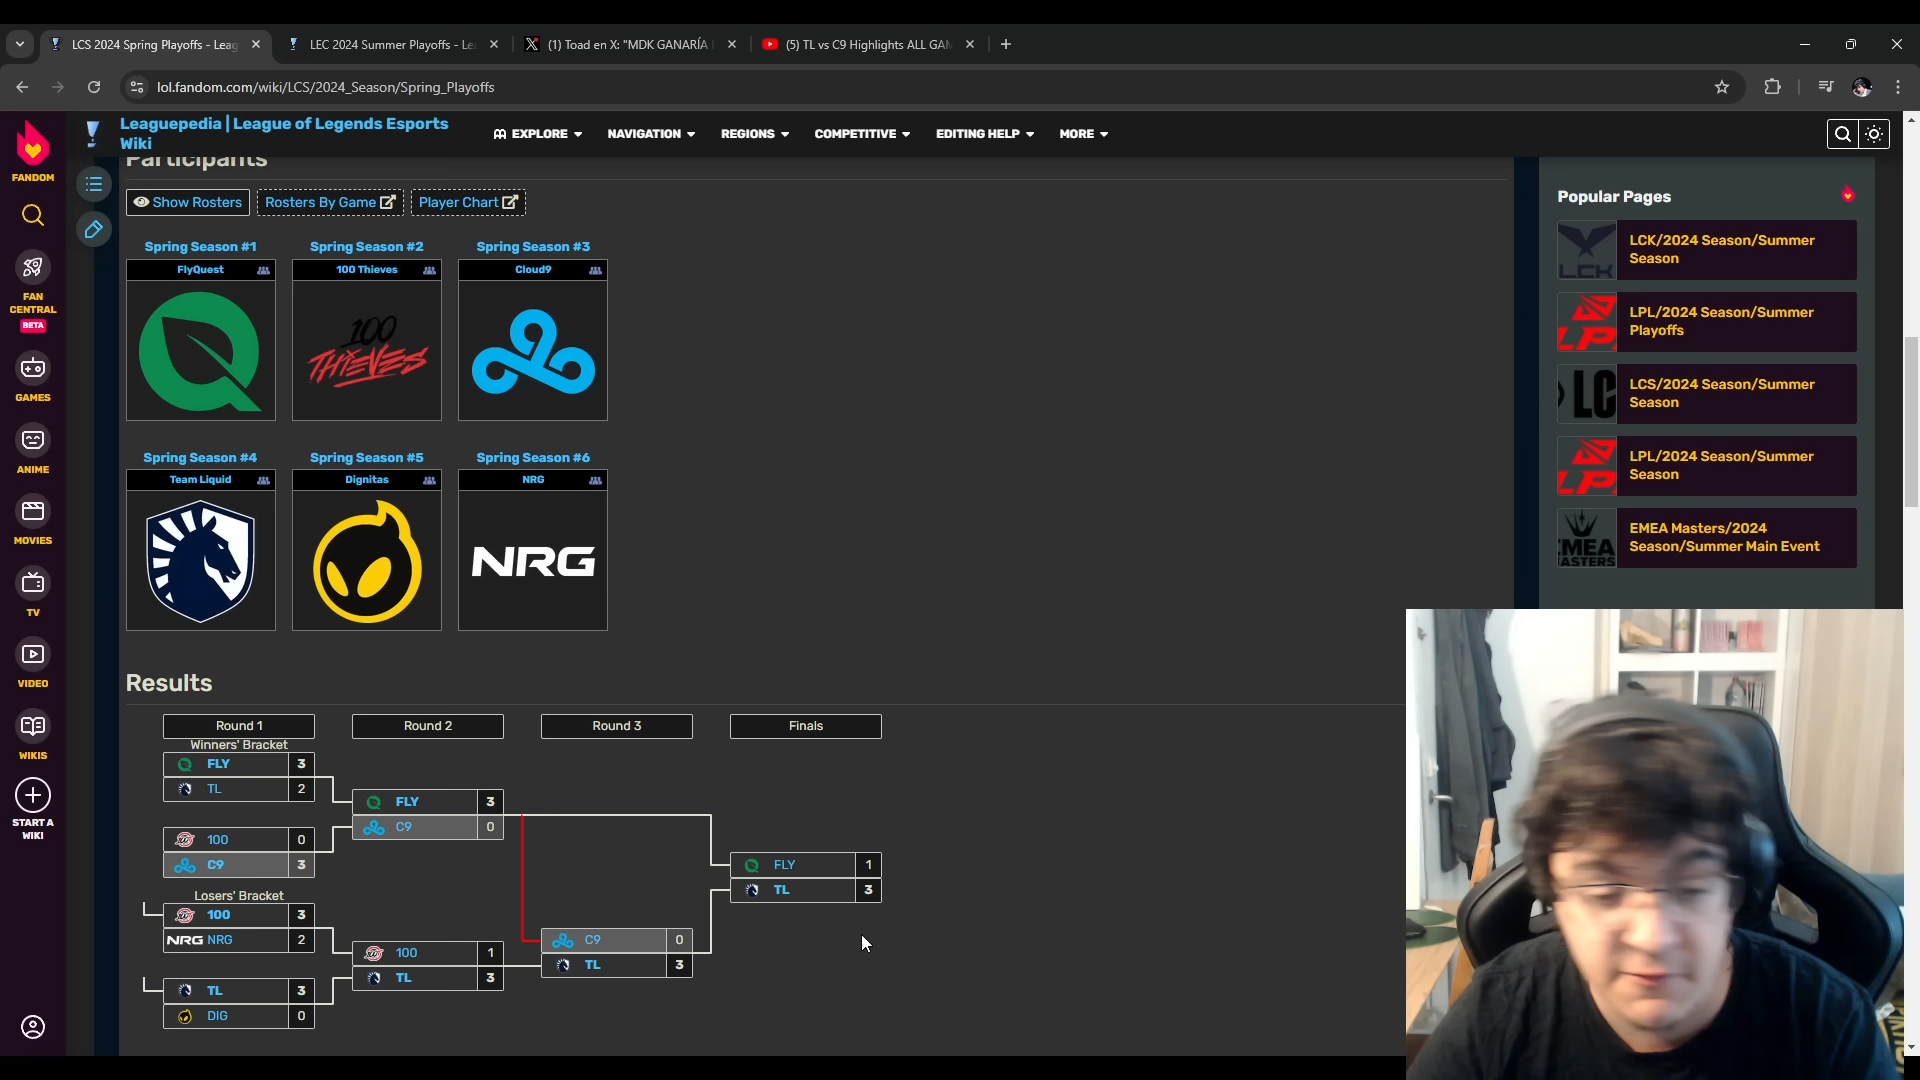 LCS 2024 Spring Playoffs - Leag
LEC 2024 Summer Playoffs - Le
(1) Toad en X: "MDK GANARÍA
(5) TL vs C9 Highlights ALL GAM
lol.fandom.com/wiki/LCS/2024_Season/Spring_Playoffs
Leaguepedia | League of Legends Esports
Wiki
EXPLORE
NAVIGATION
REGIONS
COMPETITIVE
EDITING HELP
MORE
FANDOM
FAN
CENTRAL
BETA
GAMES
ANIME
MOVIES
TV
VIDEO
WIKIS
START A
WIKI
Participants
Show Rosters
Rosters By Game
Player Chart
Spring Season #1
Spring Season #2
Spring Season #3
FlyQuest
100 Thieves
Cloud9
100
THIEVES
Spring Season #4
Spring Season #5
Spring Season #6
Team Liquid
Dignitas
NRG
NRG
Results
Round 1
Round 2
Round 3
Finals
Winners' Bracket
FLY 3
TL 2
100 0
C9 3
FLY 3
C9 0
Losers' Bracket
100 3
NRG NRG 2
TL 3
DIG 0
100 1
TL 3
C9 0
TL 3
FLY 1
TL 3
Popular Pages
LCK
LCK/2024 Season/Summer
Season
LPL
LPL/2024 Season/Summer
Playoffs
LC
LCS/2024 Season/Summer
Season
LPL
LPL/2024 Season/Summer
Season
EMEA
MASTERS
EMEA Masters/2024
Season/Summer Main Event